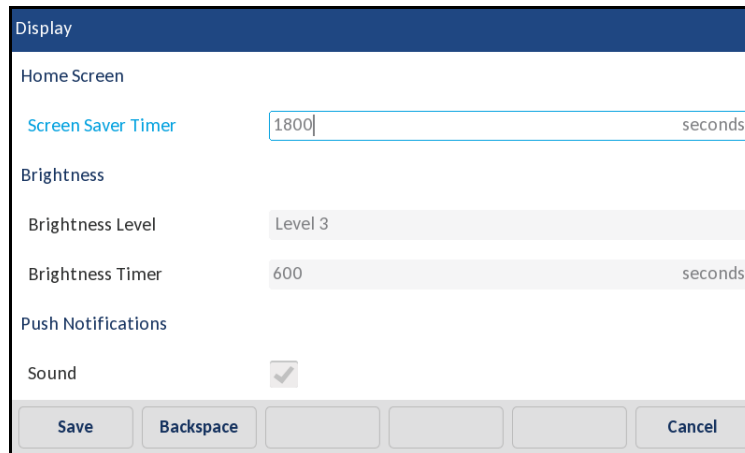 Display
Home Screen
Screen Saver Timer 1800 seconds
Brightness
Brightness Level Level 3
Brightness Timer 600 seconds
Push Notifications
Sound
Save Backspace Cancel